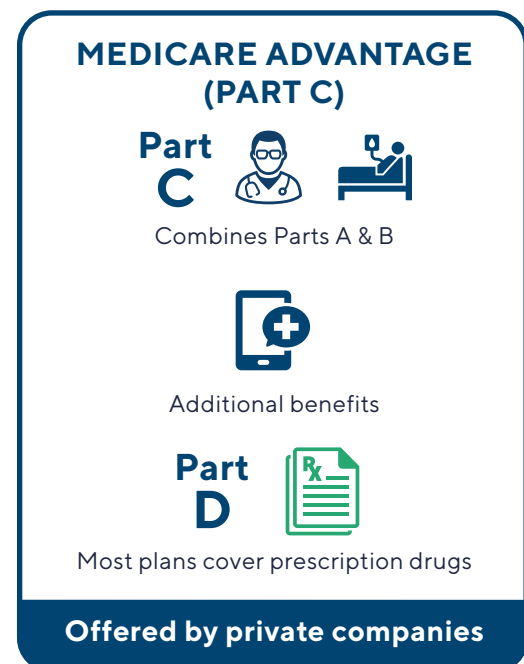 MEDICARE ADVANTAGE
(PART C)
Part
C
Combines Parts A & B
Additional benefits
Part
D
Rx
Most plans cover prescription drugs
Offered by private companies